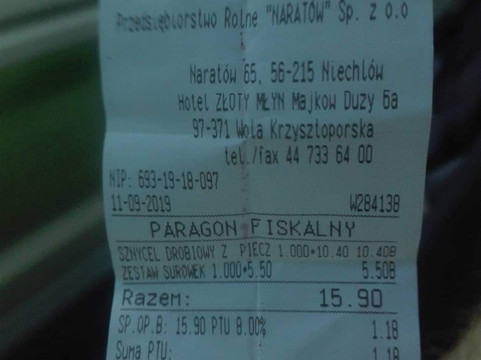 Przedsiębiorstwo Rolne "NARATÓW" Sp. z o.o
Naratów 65, 56-215 Niechlów
Hotel ZŁOTY MŁYN Majkow Duzy 6a
97-371 Wola Krzysztoporska
tel./fax 44 733 64 00
NIP: 693-19-18-097
11-09-2019 W284138
PARAGON FISKALNY
SZNYCEL DROBIOWY Z PIECZ 1.000*10.40 10.40B
ZESTAW SURÓWEK 1.000*5.50 5.50B
Razem: 15.90
SP.OP.B: 15.90 PTU 8.00% 1.18
Suma PTU: 1.18